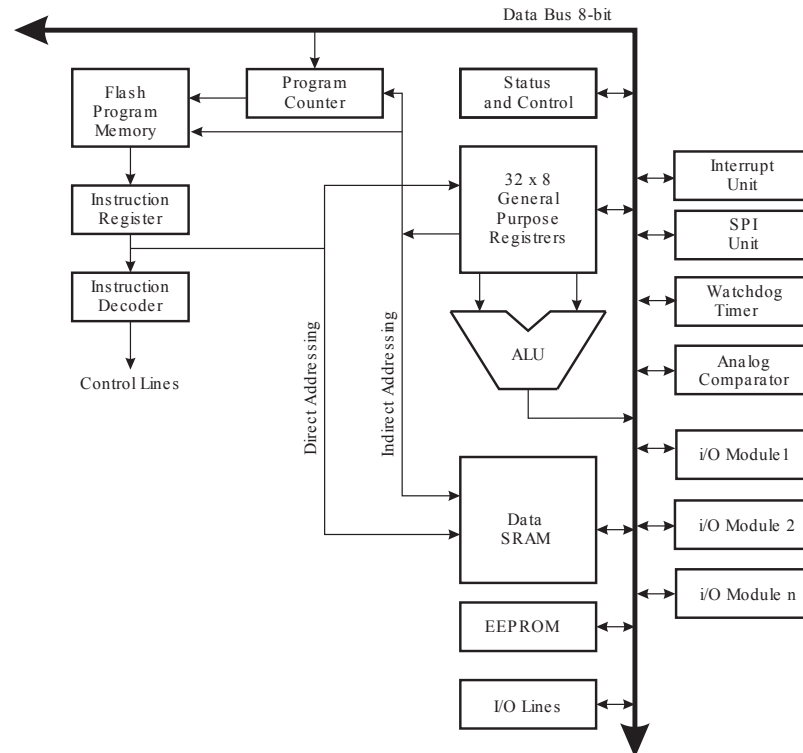 Data Bus 8-bit
Flash
Program
Memory
Program
Counter
Status
and Control
Interrupt
Unit
32 x 8
General
Purpose
Registrers
Instruction
Register
SPI
Unit
Instruction
Decoder
Watchdog
Timer
ALU
Analog
Comparator
Control Lines
Direct Addressing
Indirect Addressing
i/O Module1
Data
SRAM
i/O Module 2
i/O Module n
EEPROM
I/O Lines